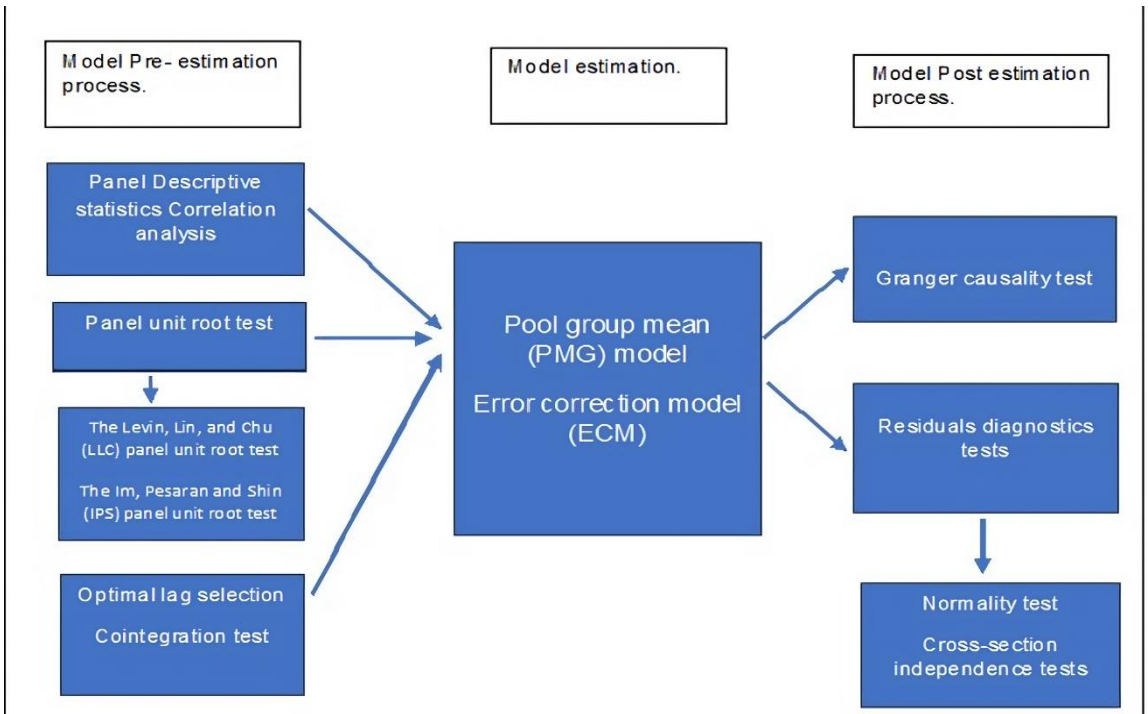 Model Pre- estimation
process.
Model estimation.
Model Post estimation
process.
Panel Descriptive
statistics Correlation
analysis
Panel unit root test
The Levin, Lin, and Chu
(LLC) panel unit root test
The Im, Pesaran and Shin
(IPS) panel unit root test
Optimal lag selection
Cointegration test
Pool group mean
(PMG) model
Error correction model
(ECM)
Granger causality test
Residuals diagnostics
tests
Normality test
Cross-section
independence tests